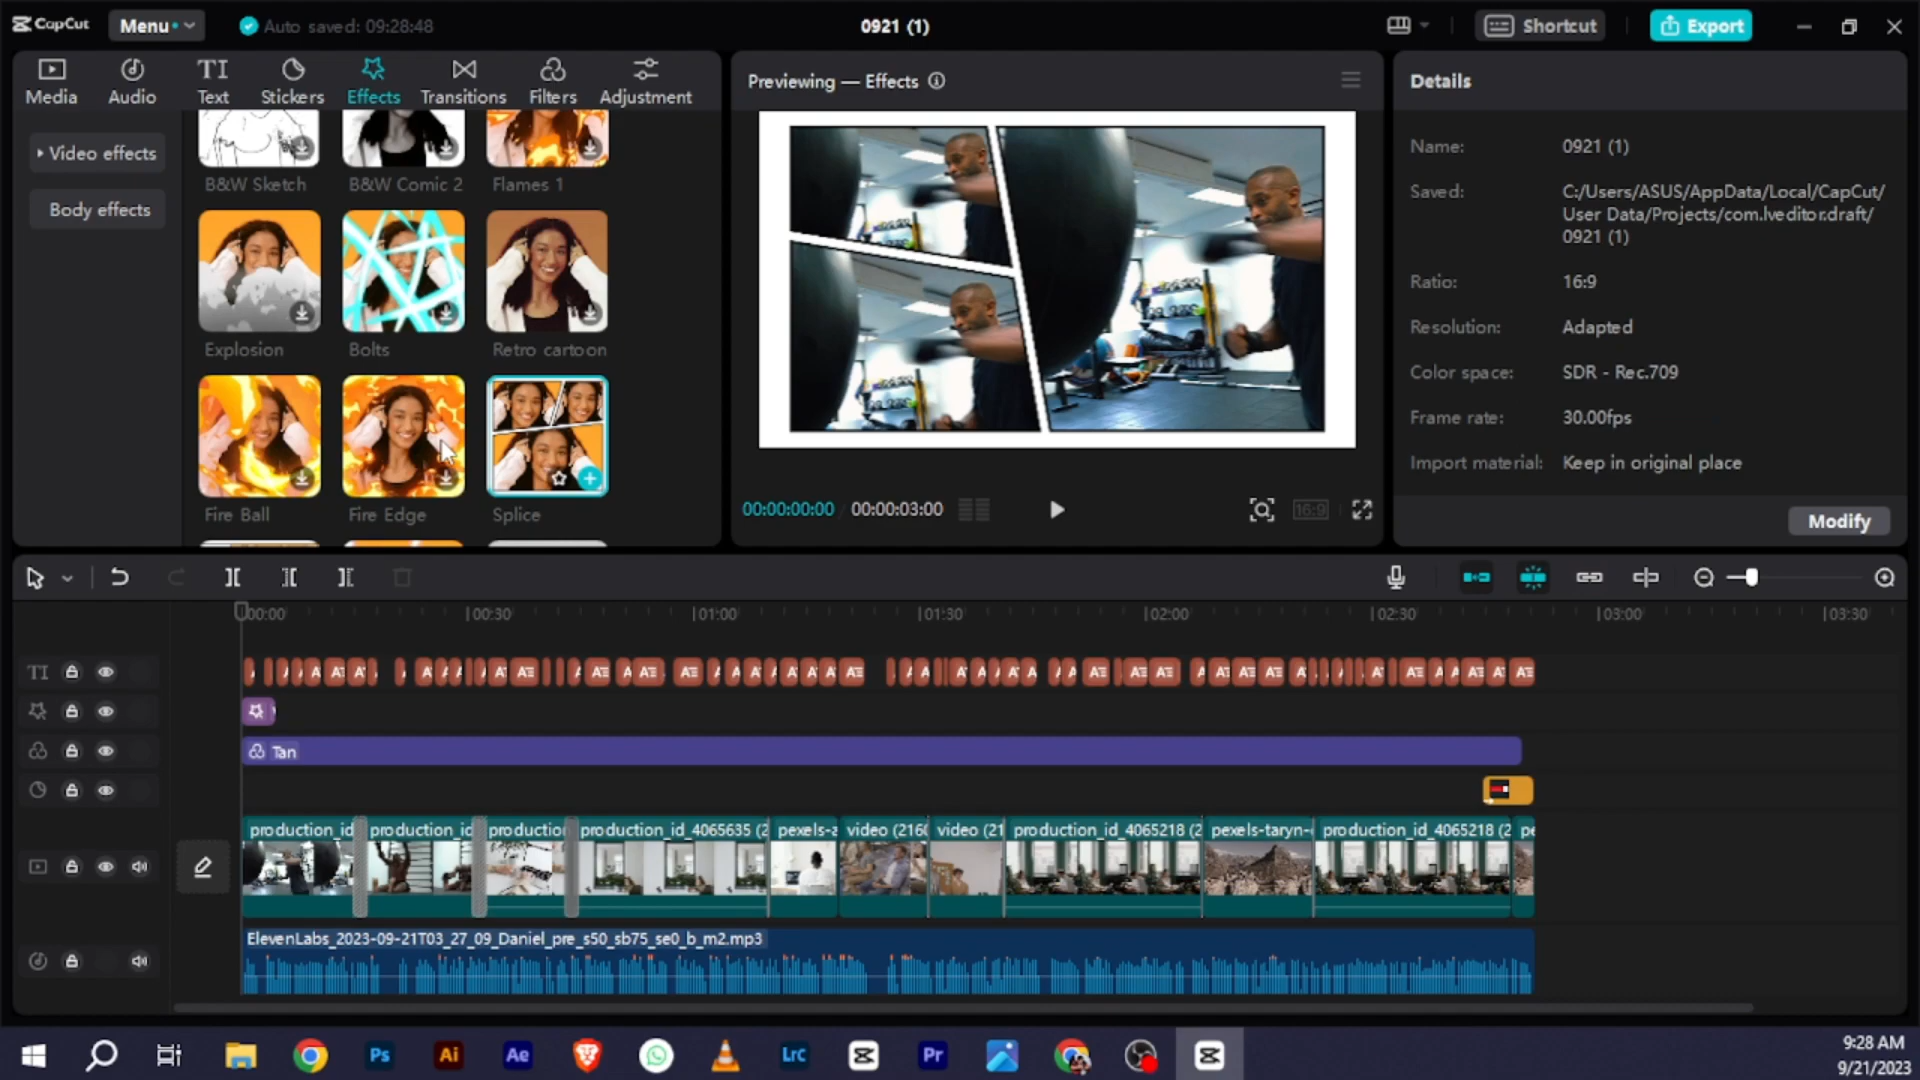 CapCut
Menu
Auto saved: 09:28:48
0921 (1)
Shortcut
Export
Media
Audio
TI
Text
Stickers
Effects
Transitions
Filters
Adjustment
Video effects
Body effects
B&W Sketch
B&W Comic 2
Flames 1
Explosion
Bolts
Retro cartoon
Fire Ball
Fire Edge
Splice
Previewing — Effects
00:00:00:00 / 00:00:03:00
16:9
Details
Name: 0921 (1)
Saved: C:/Users/ASUS/AppData/Local/CapCut/
User Data/Projects/com.lveditor.draft/
0921 (1)
Ratio: 16:9
Resolution: Adapted
Color space: SDR - Rec.709
Frame rate: 30.00fps
Import material: Keep in original place
Modify
00:00 00:30 01:00 01:30 02:00 02:30 03:00 03:30
TI
Tan
production_id production_id production production_id_4065635 (2 pexels-a video (2160 video (21 production_id_4065218 (2 pexels-taryn- production_id_4065218 (2 pe
ElevenLabs_2023-09-21T03_27_09_Daniel_pre_s50_sb75_se0_b_m2.mp3
Ps
Ai
Ae
Lrc
Pr
9:28 AM
9/21/2023